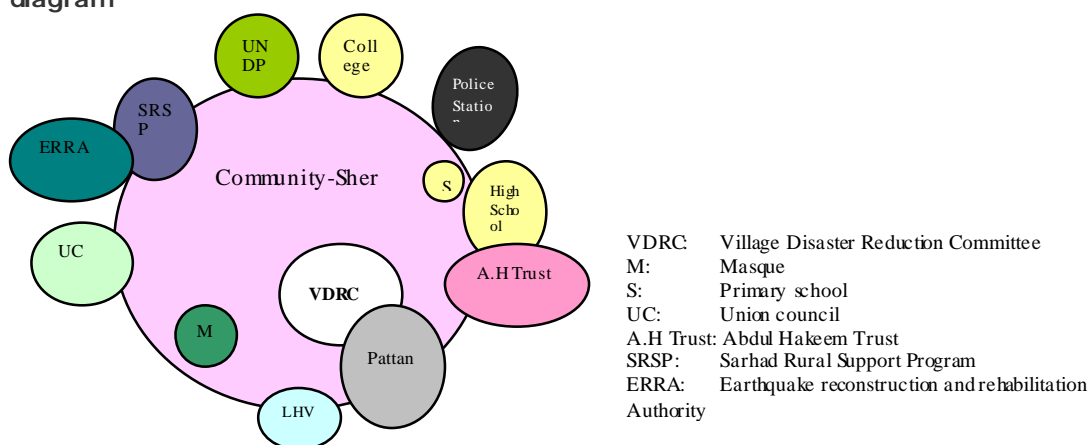 diagram
UN
DP
Coll
ege
Police
Statio
n
SRS
P
ERRA
Community-Sher
S
High
Scho
ol
UC
A.H Trust
VDRC
M
Pattan
LHV
VDRC: Village Disaster Reduction Committee
M: Masque
S: Primary school
UC: Union council
A.H Trust: Abdul Hakeem Trust
SRSP: Sarhad Rural Support Program
ERRA: Earthquake reconstruction and rehabilitation
Authority